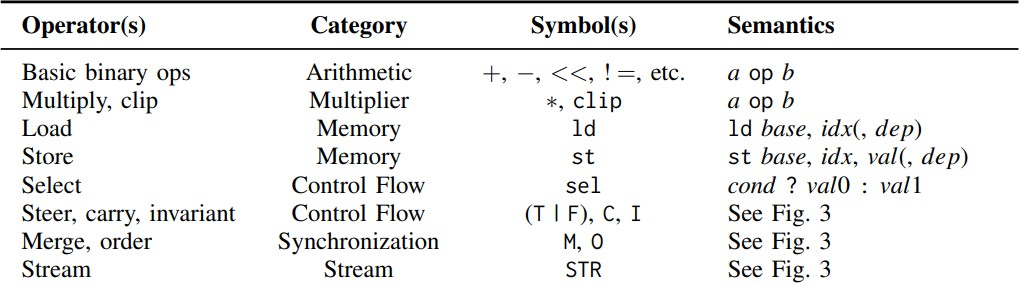 Operator(s) Category Symbol(s) Semantics
Basic binary ops Arithmetic +, −, <<, ! =, etc. a op b
Multiply, clip Multiplier ∗, clip a op b
Load Memory ld ld base, idx(, dep)
Store Memory st st base, idx, val(, dep)
Select Control Flow sel cond ? val0 : val1
Steer, carry, invariant Control Flow (T | F), C, I See Fig. 3
Merge, order Synchronization M, O See Fig. 3
Stream Stream STR See Fig. 3